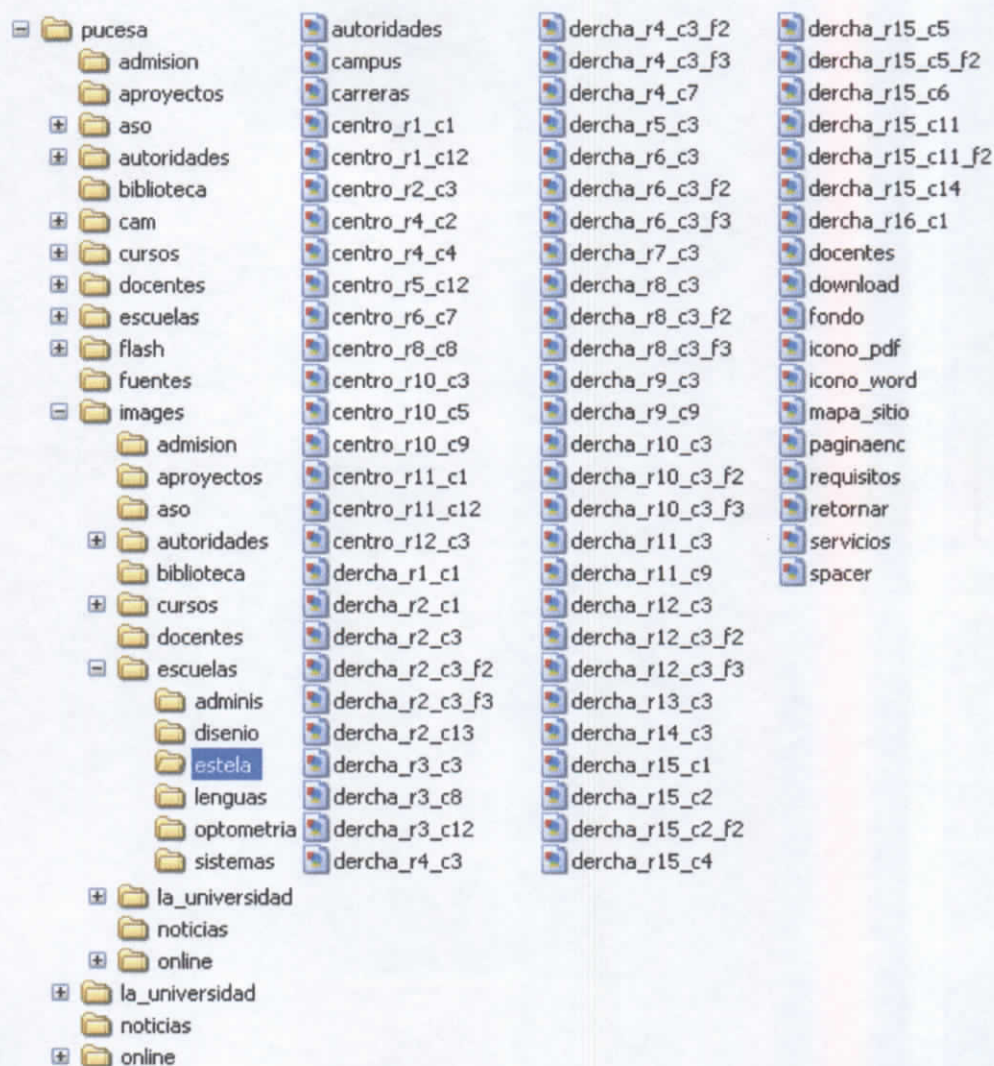 pucesa
admision
aproyectos
aso
autoridades
biblioteca
cam
cursos
docentes
escuelas
flash
fuentes
images
admision
aproyectos
aso
autoridades
biblioteca
cursos
docentes
escuelas
adminis
disenio
estela
lenguas
optometria
sistemas
la_universidad
noticias
online
la_universidad
noticias
online
autoridades
campus
carreras
centro_r1_c1
centro_r1_c12
centro_r2_c3
centro_r4_c2
centro_r4_c4
centro_r5_c12
centro_r6_c7
centro_r8_c8
centro_r10_c3
centro_r10_c5
centro_r10_c9
centro_r11_c1
centro_r11_c12
centro_r12_c3
dercha_r1_c1
dercha_r2_c1
dercha_r2_c3
dercha_r2_c3_f2
dercha_r2_c3_f3
dercha_r2_c13
dercha_r3_c3
dercha_r3_c8
dercha_r3_c12
dercha_r4_c3
dercha_r4_c3_f2
dercha_r4_c3_f3
dercha_r4_c7
dercha_r5_c3
dercha_r6_c3
dercha_r6_c3_f2
dercha_r6_c3_f3
dercha_r7_c3
dercha_r8_c3
dercha_r8_c3_f2
dercha_r8_c3_f3
dercha_r9_c3
dercha_r9_c9
dercha_r10_c3
dercha_r10_c3_f2
dercha_r10_c3_f3
dercha_r11_c3
dercha_r11_c9
dercha_r12_c3
dercha_r12_c3_f2
dercha_r12_c3_f3
dercha_r13_c3
dercha_r14_c3
dercha_r15_c1
dercha_r15_c2
dercha_r15_c2_f2
dercha_r15_c4
dercha_r15_c5
dercha_r15_c5_f2
dercha_r15_c6
dercha_r15_c11
dercha_r15_c11_f2
dercha_r15_c14
dercha_r16_c1
docentes
download
fondo
icono_pdf
icono_word
mapa_sitio
paginaenc
requisitos
retornar
servicios
spacer